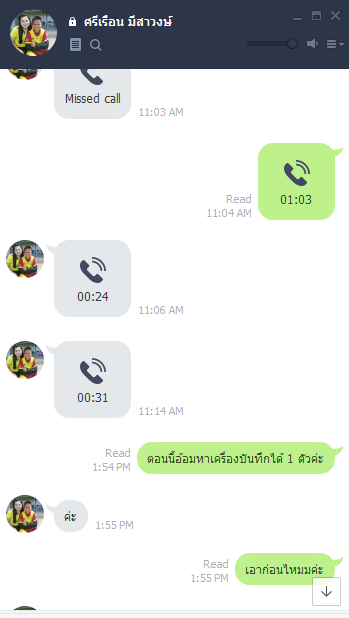 ศรีเรือน มีสาวงษ์
Missed call
11:03 AM
Read
11:04 AM
01:03
00:24
11:06 AM
00:31
11:14 AM
Read
1:54 PM
ตอนนี้อ้อมหาเครื่องบันทึกได้ 1 ตัวค่ะ
ค่ะ
1:55 PM
Read
1:55 PM
เอาก่อนไหมมค่ะ